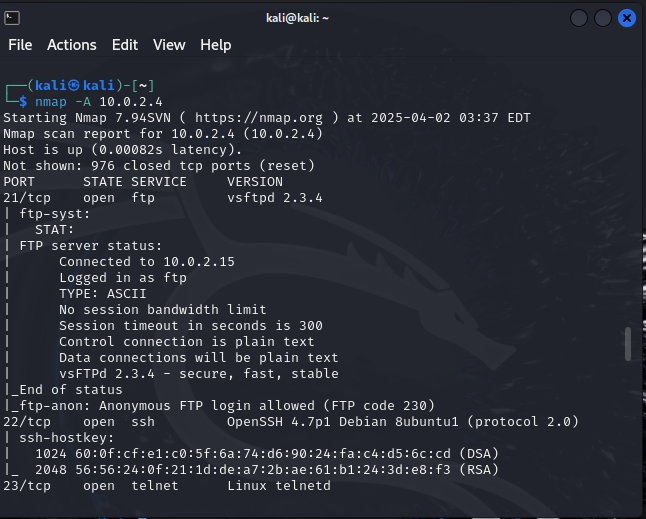 kali@kali: ~
File Actions Edit View Help
┌──(kali㉿kali)-[~]
└─$ nmap -A 10.0.2.4
Starting Nmap 7.94SVN ( https://nmap.org ) at 2025-04-02 03:37 EDT
Nmap scan report for 10.0.2.4 (10.0.2.4)
Host is up (0.00082s latency).
Not shown: 976 closed tcp ports (reset)
PORT     STATE SERVICE     VERSION
21/tcp   open  ftp         vsftpd 2.3.4
| ftp-syst:
|   STAT:
| FTP server status:
|      Connected to 10.0.2.15
|      Logged in as ftp
|      TYPE: ASCII
|      No session bandwidth limit
|      Session timeout in seconds is 300
|      Control connection is plain text
|      Data connections will be plain text
|      vsFTPd 2.3.4 - secure, fast, stable
|_End of status
|_ftp-anon: Anonymous FTP login allowed (FTP code 230)
22/tcp   open  ssh         OpenSSH 4.7p1 Debian 8ubuntu1 (protocol 2.0)
| ssh-hostkey:
|   1024 60:0f:cf:e1:c0:5f:6a:74:d6:90:24:fa:c4:d5:6c:cd (DSA)
|_  2048 56:56:24:0f:21:1d:de:a7:2b:ae:61:b1:24:3d:e8:f3 (RSA)
23/tcp   open  telnet      Linux telnetd